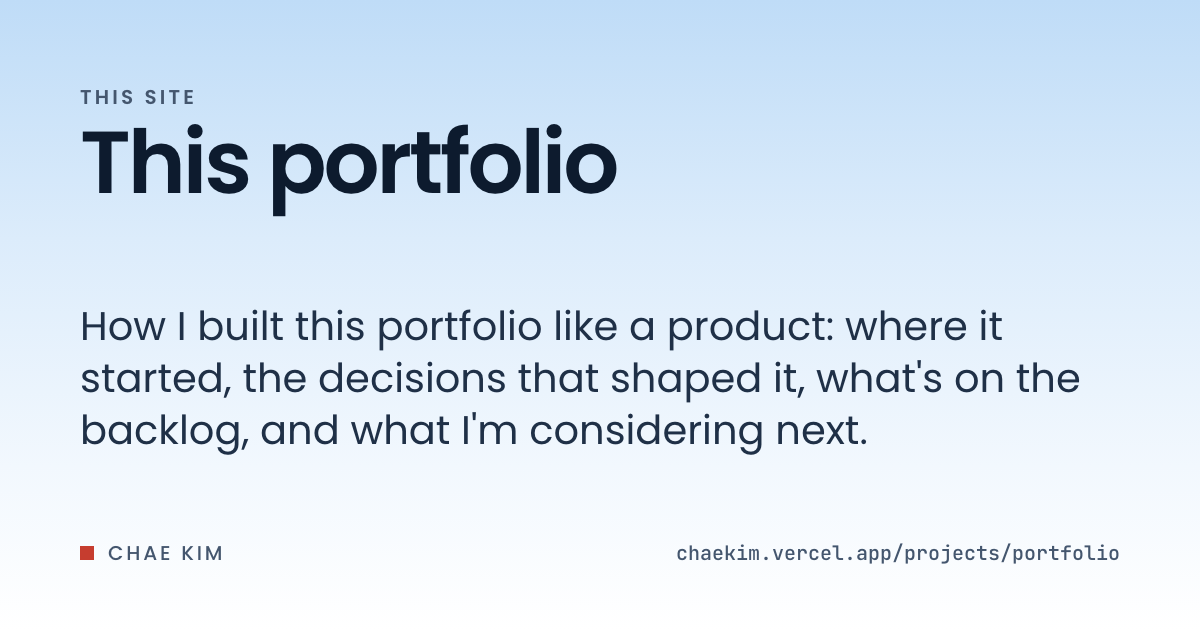 THIS SITE
This portfolio
How I built this portfolio like a product: where it
started, the decisions that shaped it, what's on the
backlog, and what I'm considering next.
CHAE KIM
chaekim.vercel.app/projects/portfolio